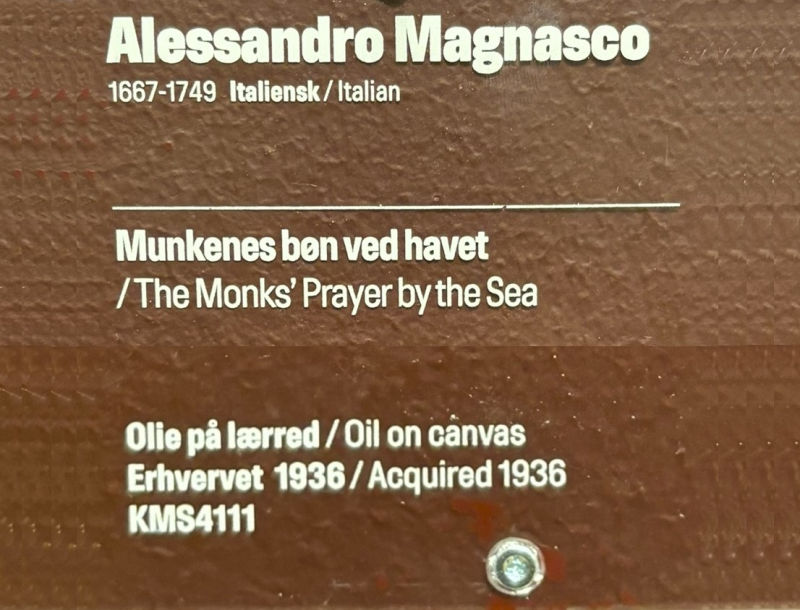 Alessandro Magnasco
1667-1749 Italiensk / Italian
Munkenes bøn ved havet
/ The Monks’ Prayer by the Sea
Olie på lærred / Oil on canvas
Erhvervet 1936 / Acquired 1936
KMS4111